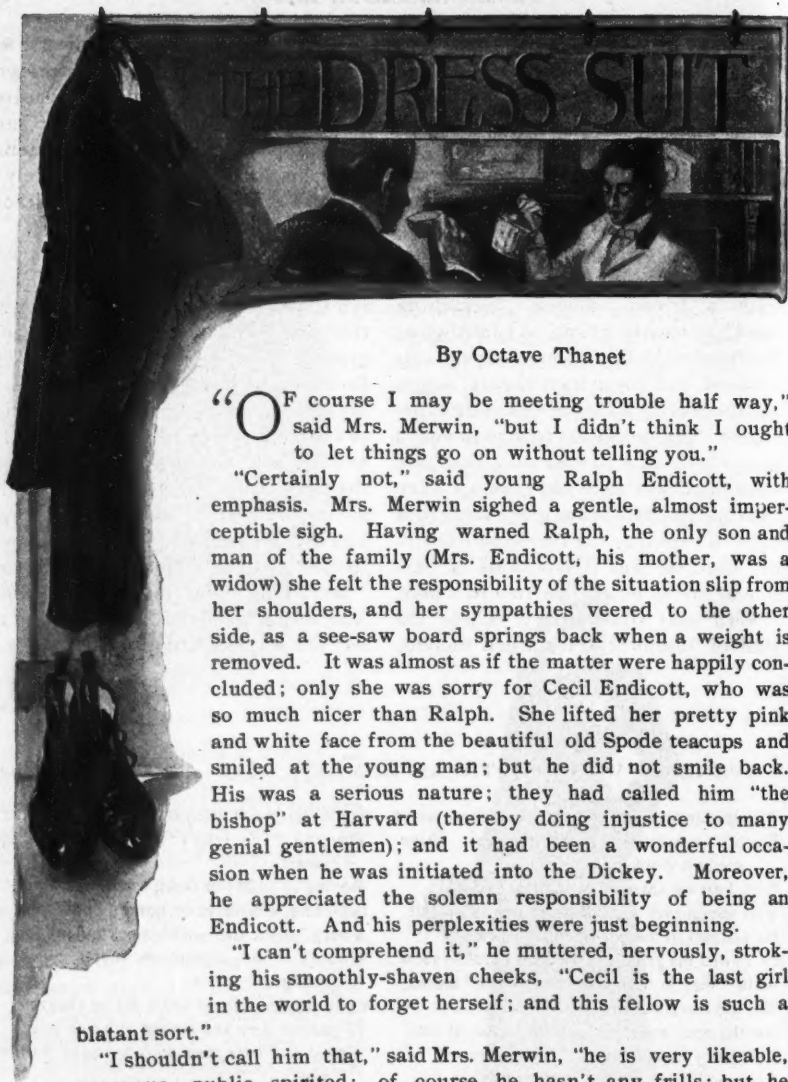 THE DRESS SUIT
By Octave Thanet
"OF course I may be meeting trouble half way,"
said Mrs. Merwin, "but I didn't think I ought
to let things go on without telling you."
"Certainly not," said young Ralph Endicott, with
emphasis. Mrs. Merwin sighed a gentle, almost imper-
ceptible sigh. Having warned Ralph, the only son and
man of the family (Mrs. Endicott, his mother, was a
widow) she felt the responsibility of the situation slip from
her shoulders, and her sympathies veered to the other
side, as a see-saw board springs back when a weight is
removed. It was almost as if the matter were happily con-
cluded; only she was sorry for Cecil Endicott, who was
so much nicer than Ralph. She lifted her pretty pink
and white face from the beautiful old Spode teacups and
smiled at the young man; but he did not smile back.
His was a serious nature; they had called him "the
bishop" at Harvard (thereby doing injustice to many
genial gentlemen); and it had been a wonderful occa-
sion when he was initiated into the Dickey. Moreover,
he appreciated the solemn responsibility of being an
Endicott. And his perplexities were just beginning.
"I can't comprehend it," he muttered, nervously, strok-
ing his smoothly-shaven cheeks, "Cecil is the last girl
in the world to forget herself; and this fellow is such a
blatant sort."
"I shouldn't call him that," said Mrs. Merwin, "he is very likeable,
public spirited; of course he hasn't any frills; but he